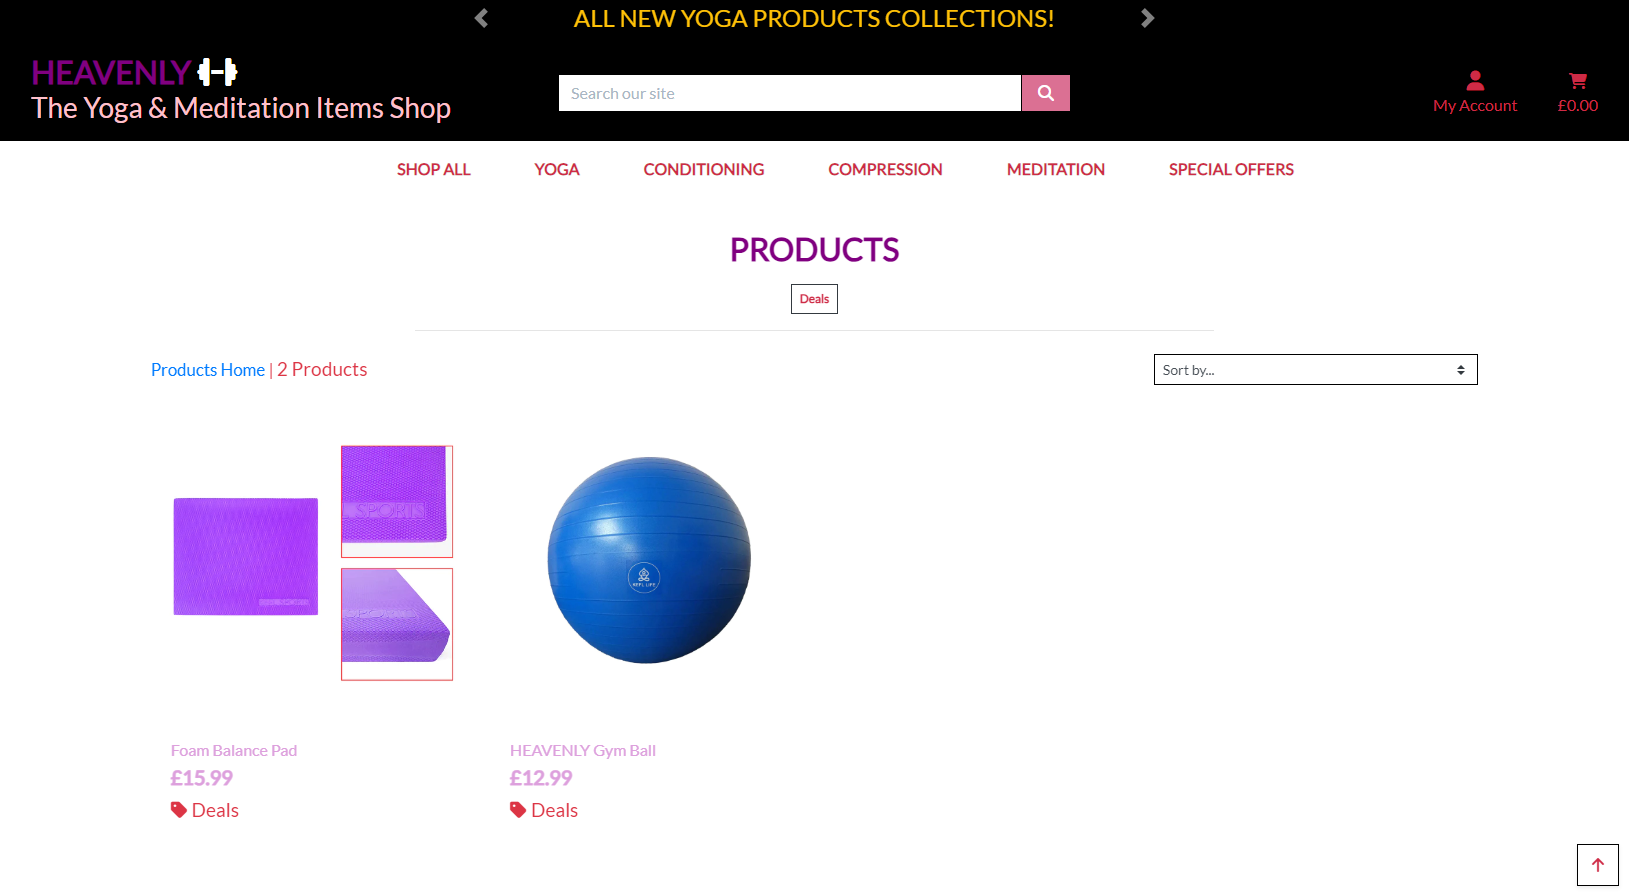 ALL NEW YOGA PRODUCTS COLLECTIONS!
HEAVENLY
The Yoga & Meditation Items Shop
Search our site
My Account
£0.00
SHOP ALL
YOGA
CONDITIONING
COMPRESSION
MEDITATION
SPECIAL OFFERS
PRODUCTS
Deals
Products Home | 2 Products
Sort by...
SPORTS
Foam Balance Pad
£15.99
Deals
HEAVENLY Gym Ball
£12.99
Deals